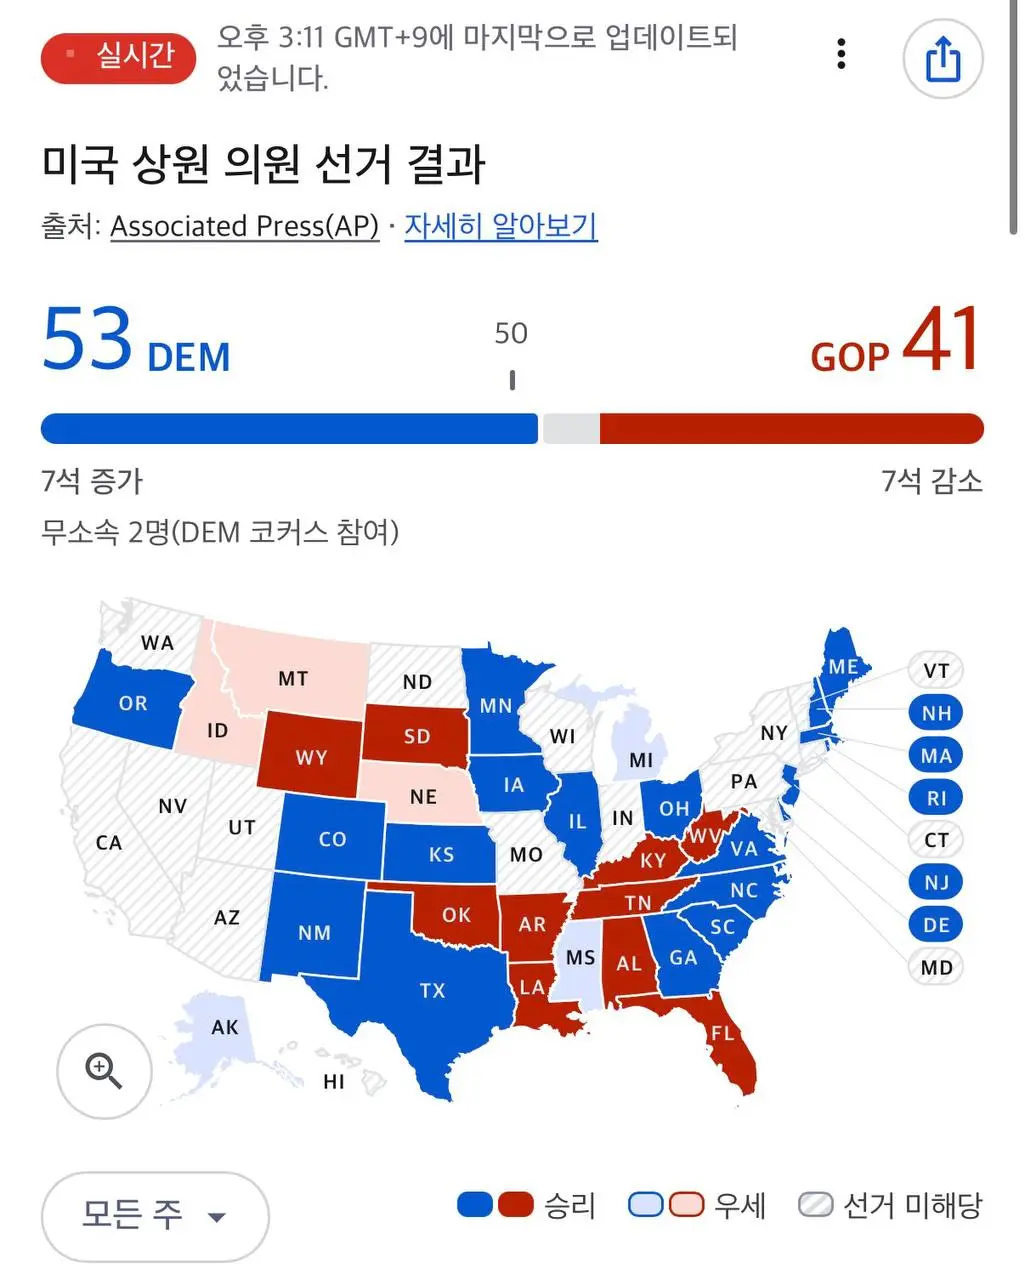 실시간
오후 3:11 GMT+9에 마지막으로 업데이트되
었습니다.
미국 상원 의원 선거 결과
출처: Associated Press(AP) · 자세히 알아보기
53 DEM
50
GOP 41
7석 증가
7석 감소
무소속 2명(DEM 코커스 참여)
WA
MT
ND
MN
ME
VT
OR
ID
SD
WI
NY
NH
WY
MI
MA
NE
IA
PA
RI
NV
UT
CO
IL
IN
OH
CT
CA
KS
MO
WV
VA
KY
NJ
AZ
NM
OK
AR
TN
NC
DE
SC
MS
AL
GA
MD
TX
LA
FL
AK
HI
모든 주
승리
우세
선거 미해당